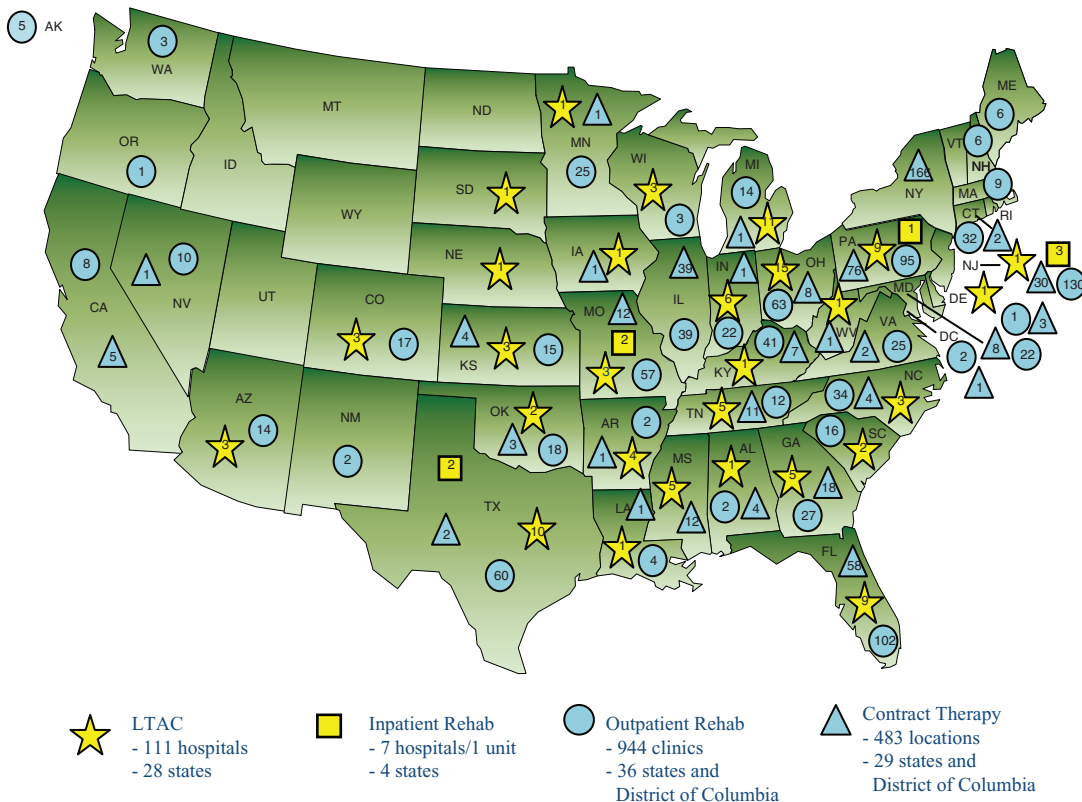 5 AK
3
WA
MT
ND
1
1
MN
25
ME
6
OR
1
ID
SD
1
WI
3
3
MI
14
1
11
VT
6
NH
166
NY
MA
9
CT
RI
32
2
WY
8
CA
5
1
10
NV
UT
NE
1
IA
1
1
39
IL
39
IN
1
6
22
15
OH
8
63
PA
9
1
76
95
NJ
1
3
30
130
DE
1
1
3
MD
8
22
DC
2
1
CO
3
17
4
KS
3
15
MO
12
2
3
57
41
7
KY
1
1
1
WV
VA
2
25
AZ
3
14
NM
2
OK
2
3
18
AR
2
1
4
TN
5
11
12
34
4
NC
3
16
SC
2
2
TX
2
10
60
LA
1
1
4
MS
5
12
AL
1
2
4
GA
5
18
27
FL
58
9
102
LTAC
- 111 hospitals
- 28 states
Inpatient Rehab
- 7 hospitals/1 unit
- 4 states
Outpatient Rehab
- 944 clinics
- 36 states and
District of Columbia
Contract Therapy
- 483 locations
- 29 states and
District of Columbia